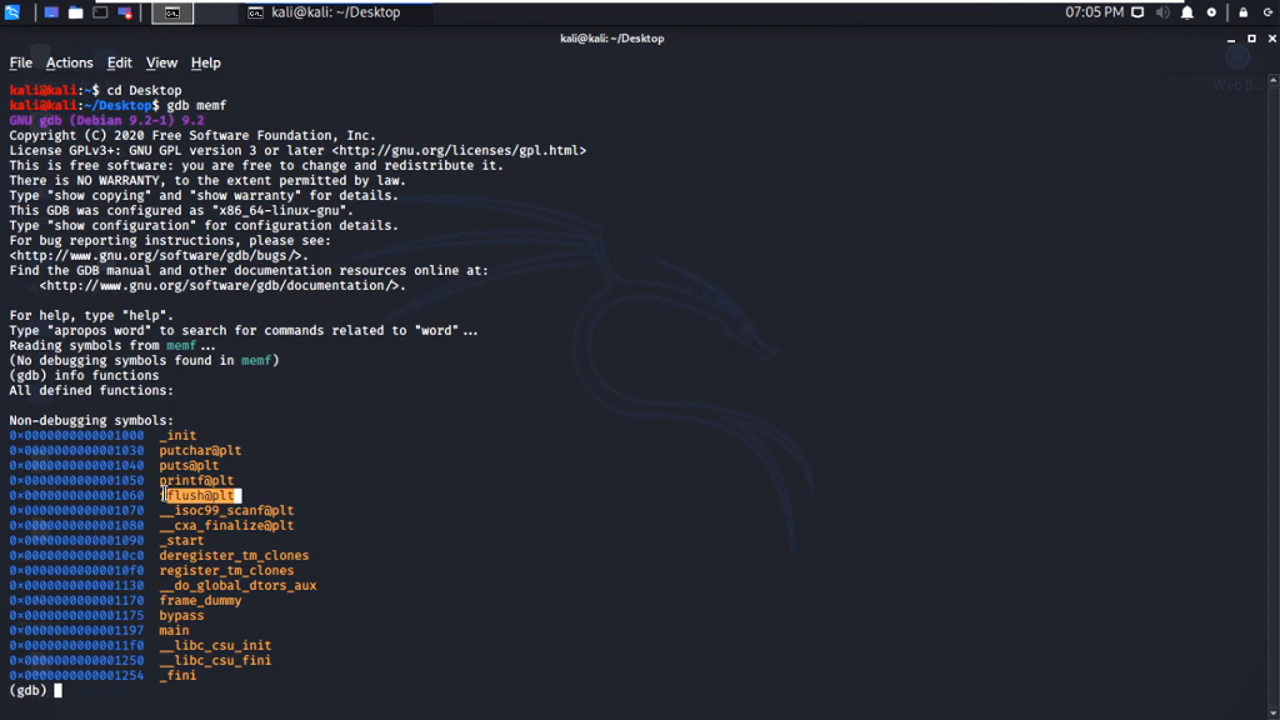 kali@kali: ~/Desktop
07:05 PM
kali@kali: ~/Desktop
File Actions Edit View Help
kali@kali:~$ cd Desktop
kali@kali:~/Desktop$ gdb memf
GNU gdb (Debian 9.2-1) 9.2
Copyright (C) 2020 Free Software Foundation, Inc.
License GPLv3+: GNU GPL version 3 or later <http://gnu.org/licenses/gpl.html>
This is free software: you are free to change and redistribute it.
There is NO WARRANTY, to the extent permitted by law.
Type "show copying" and "show warranty" for details.
This GDB was configured as "x86_64-linux-gnu".
Type "show configuration" for configuration details.
For bug reporting instructions, please see:
<http://www.gnu.org/software/gdb/bugs/>.
Find the GDB manual and other documentation resources online at:
    <http://www.gnu.org/software/gdb/documentation/>.
For help, type "help".
Type "apropos word" to search for commands related to "word"...
Reading symbols from memf...
(No debugging symbols found in memf)
(gdb) info functions
All defined functions:
Non-debugging symbols:
0x0000000000001000  _init
0x0000000000001030  putchar@plt
0x0000000000001040  puts@plt
0x0000000000001050  printf@plt
0x0000000000001060  fflush@plt
0x0000000000001070  __isoc99_scanf@plt
0x0000000000001080  __cxa_finalize@plt
0x0000000000001090  _start
0x00000000000010c0  deregister_tm_clones
0x00000000000010f0  register_tm_clones
0x0000000000001130  __do_global_dtors_aux
0x0000000000001170  frame_dummy
0x0000000000001175  bypass
0x0000000000001197  main
0x00000000000011f0  __libc_csu_init
0x0000000000001250  __libc_csu_fini
0x0000000000001254  _fini
(gdb)